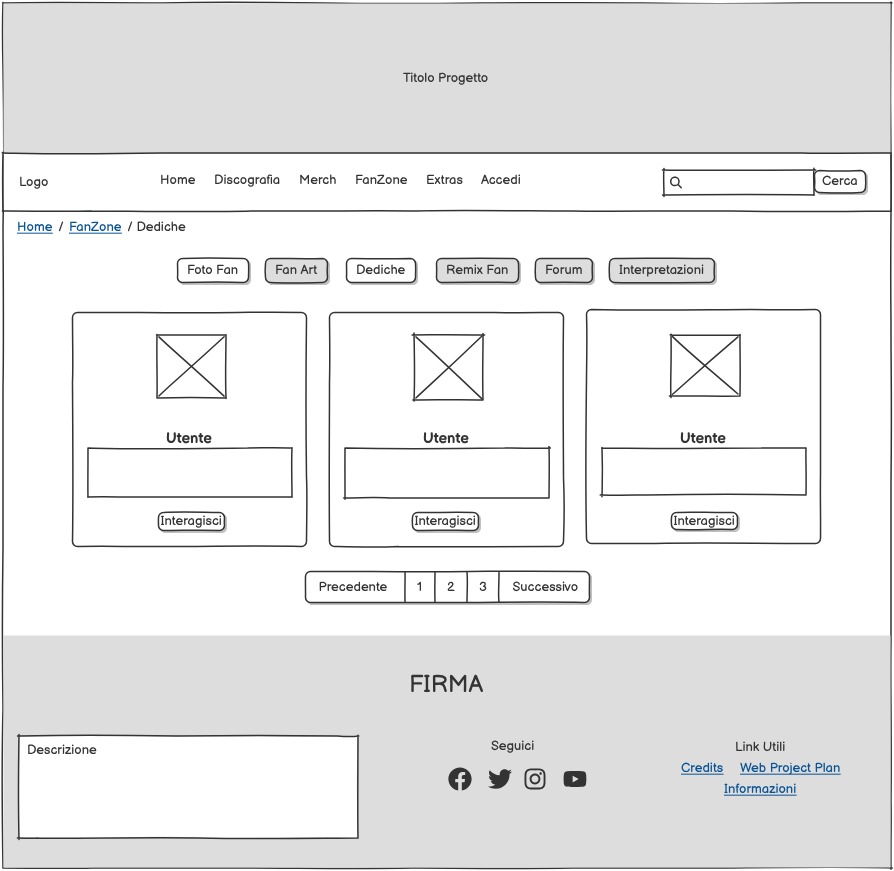 Titolo Progetto
Logo Home Discografia Merch FanZone Extras Accedi Cerca
Home / FanZone / Dediche
Foto Fan Fan Art Dediche Remix Fan Forum Interpretazioni
Utente Utente Utente
Interagisci Interagisci Interagisci
Precedente 1 2 3 Successivo
FIRMA
Descrizione
Seguici
Link Utili
Credits Web Project Plan
Informazioni